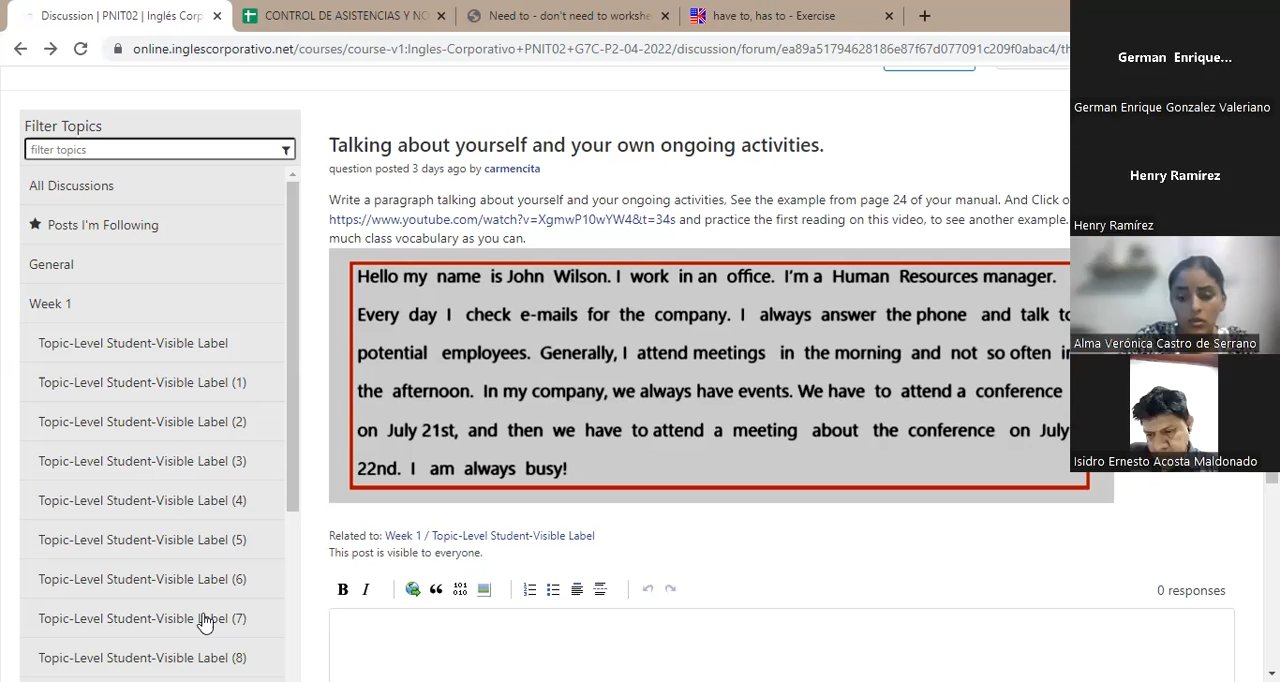 Discussion | PNIT02 | Inglés Corp
CONTROL DE ASISTENCIAS Y NO
Need to - don't need to workshe
have to, has to - Exercise
online.inglescorporativo.net/courses/course-v1:Ingles-Corporativo+PNIT02+G7C-P2-04-2022/discussion/forum/ea89a51794628186e87f67d077091c209f0abac4/th
Filter Topics
filter topics
All Discussions
Posts I'm Following
General
Week 1
Topic-Level Student-Visible Label
Topic-Level Student-Visible Label (1)
Topic-Level Student-Visible Label (2)
Topic-Level Student-Visible Label (3)
Topic-Level Student-Visible Label (4)
Topic-Level Student-Visible Label (5)
Topic-Level Student-Visible Label (6)
Topic-Level Student-Visible Label (7)
Topic-Level Student-Visible Label (8)
Talking about yourself and your own ongoing activities.
question posted 3 days ago by carmencita
Write a paragraph talking about yourself and your ongoing activities, See the example from page 24 of your manual. And Click o
https://www.youtube.com/watch?v=XgmwP10wYW4&t=34s and practice the first reading on this video, to see another example.
much class vocabulary as you can.
Hello my name is John Wilson. I work in an office. I'm a Human Resources manager.
Every day I check e-mails for the company. I always answer the phone and talk to
potential employees. Generally, I attend meetings in the morning and not so often in
the afternoon. In my company, we always have events. We have to attend a conference
on July 21st, and then we have to attend a meeting about the conference on July
22nd. I am always busy!
Related to: Week 1 / Topic-Level Student-Visible Label
This post is visible to everyone.
B I
101
010
0 responses
German Enrique...
German Enrique Gonzalez Valeriano
Henry Ramírez
Henry Ramírez
Alma Verónica Castro de Serrano
Isidro Ernesto Acosta Maldonado